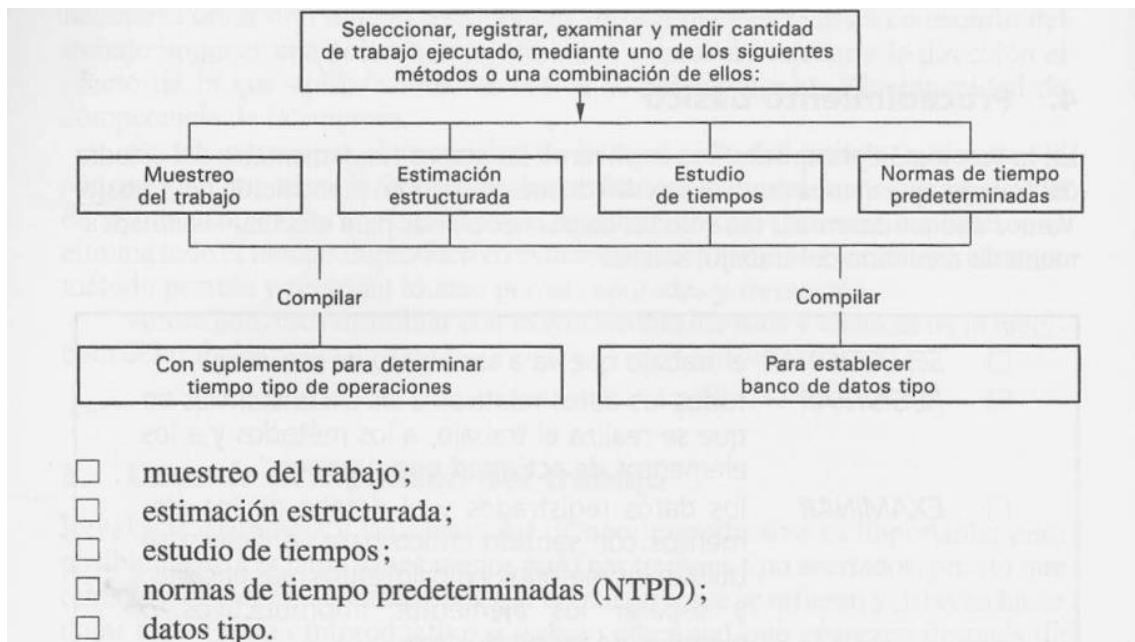 Seleccionar, registrar, examinar y medir cantidad
de trabajo ejecutado, mediante uno de los siguientes
métodos o una combinación de ellos:
Muestreo
del trabajo
Estimación
estructurada
Estudio
de tiempos
Normas de tiempo
predeterminadas
Compilar
Compilar
Con suplementos para determinar
tiempo tipo de operaciones
Para establecer
banco de datos tipo
muestreo del trabajo;
estimación estructurada;
estudio de tiempos;
normas de tiempo predeterminadas (NTPD);
datos tipo.